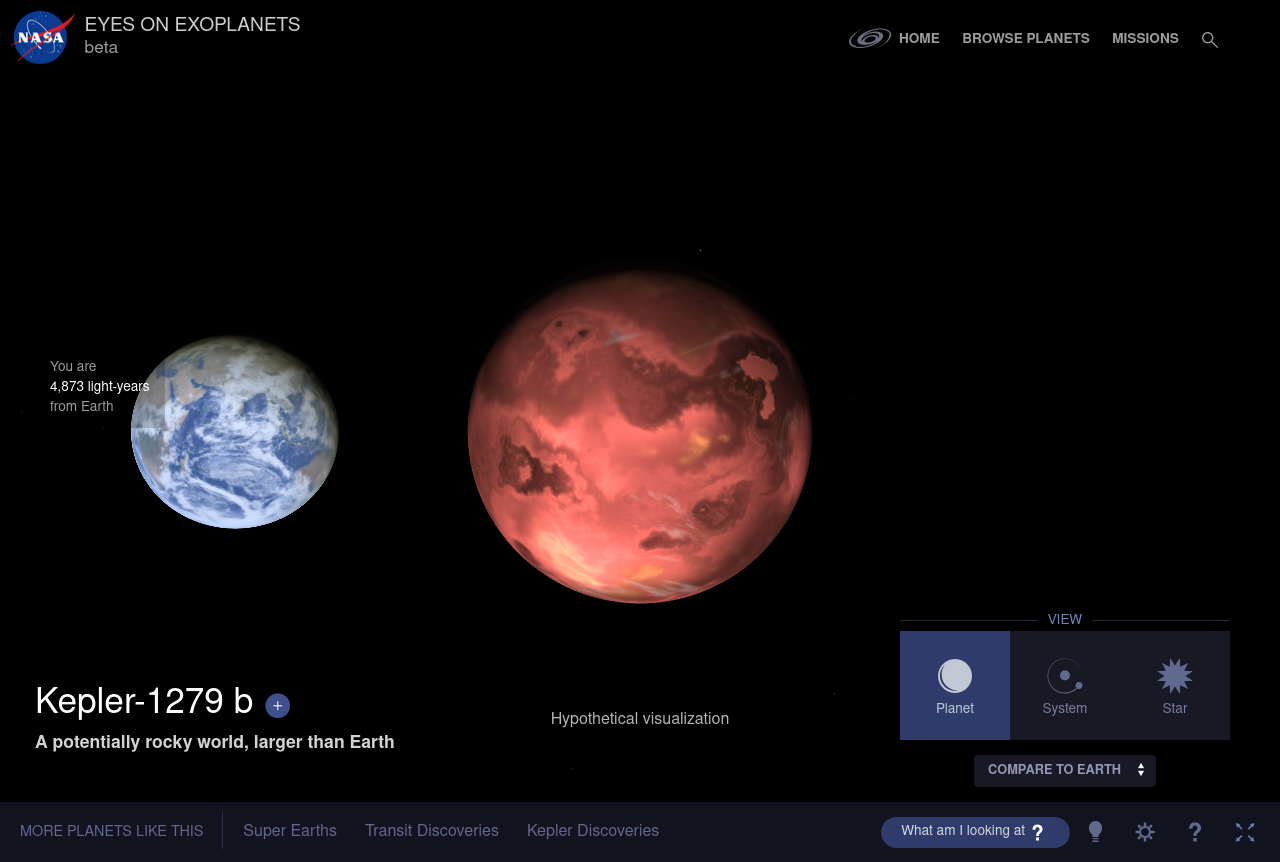 NASA
EYES ON EXOPLANETS
beta
HOME
BROWSE PLANETS
MISSIONS
You are
4,873 light-years
from Earth
VIEW
Planet
System
Star
COMPARE TO EARTH
Kepler-1279 b +
A potentially rocky world, larger than Earth
Hypothetical visualization
MORE PLANETS LIKE THIS
Super Earths
Transit Discoveries
Kepler Discoveries
What am I looking at ?
?